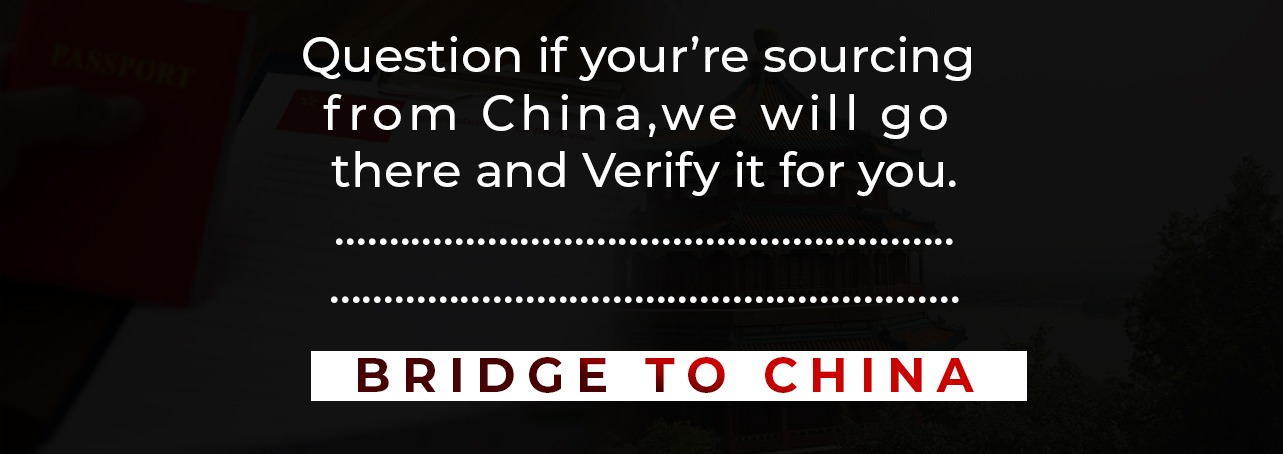 PASSPORT
Question if your’re sourcing
from China,we will go
there and Verify it for you.
............................................................
............................................................
BRIDGE TO CHINA